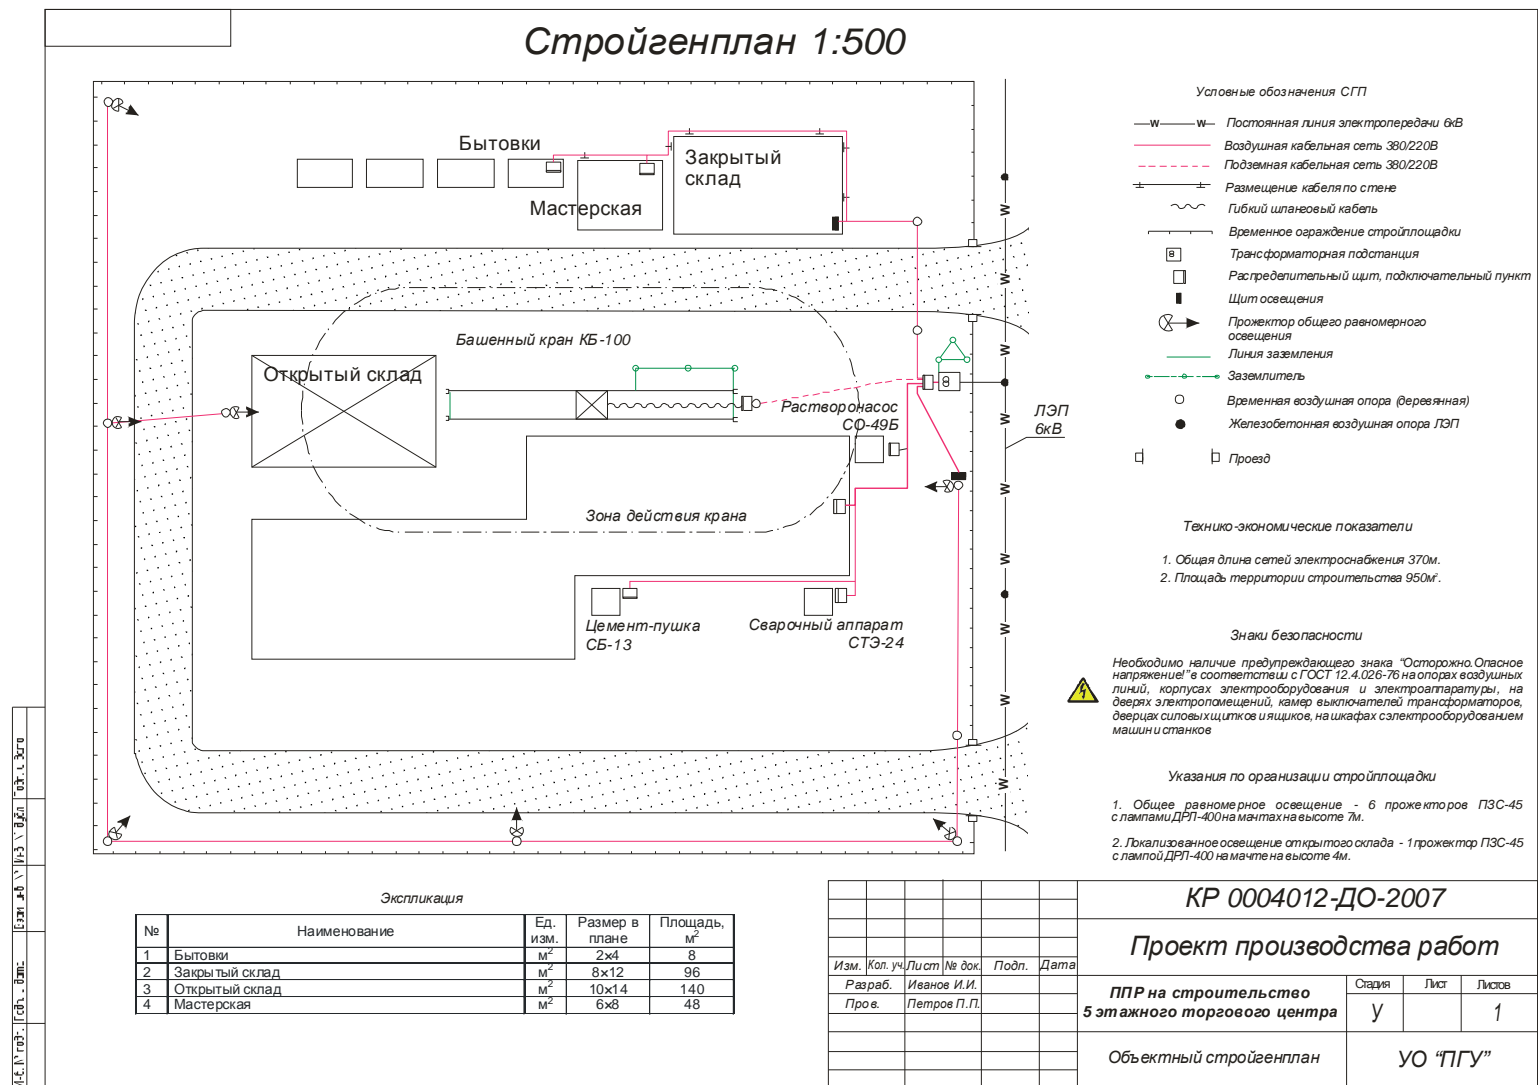 Стройгенплан 1:500
Бытовки
Закрытый
склад
Мастерская
Башенный кран КБ-100
Открытый склад
Растворонасос
СО-49Б
ЛЭП
6кВ
Зона действия крана
Цемент-пушка
СБ-13
Сварочный аппарат
СТЭ-24
W
W
W
W
W
W
W
W
W
Условные обозначения СГП
W W Постоянная линия электропередачи 6кВ
Воздушная кабельная сеть 380/220В
Подземная кабельная сеть 380/220В
Размещение кабеля по стене
Гибкий шланговый кабель
Временное ограждение стройплощадки
Трансформаторная подстанция
Распределительный щит, подключательный пункт
Щит освещения
Прожектор общего равномерного
освещения
Линия заземления
Заземлитель
Временная воздушная опора (деревянная)
Железобетонная воздушная опора ЛЭП
Проезд
Технико-экономические показатели
1. Общая длина сетей электроснабжения 370м.
2. Площадь территории строительства 950м².
Знаки безопасности
Необходимо наличие предупреждающего знака "Осторожно. Опасное
напряжение!" в соответствии с ГОСТ 12.4.026-76 на опорах воздушных
линий, корпусах электрооборудования и электроаппаратуры, на
дверях электропомещений, камер выключателей трансформаторов,
дверцах силовых щитков и ящиков, на шкафах с электрооборудованием
машин и станков
Указания по организации стройплощадки
1. Общее равномерное освещение - 6 прожекторов ПЗС-45
с лампами ДРЛ-400 на мачтах на высоте 7м.
2. Локализованное освещение открытого склада - 1 прожектор ПЗС-45
с лампой ДРЛ-400 на мачте на высоте 4м.
Экспликация
№ Наименование Ед. изм. Размер в плане Площадь, м²
1 Бытовки м² 2×4 8
2 Закрытый склад м² 8×12 96
3 Открытый склад м² 10×14 140
4 Мастерская м² 6×8 48
КР 0004012-ДО-2007
Проект производства работ
Изм. Кол. уч. Лист № док. Подп. Дата
Разраб. Иванов И.И.
Пров. Петров П.П.
ППР на строительство
5 этажного торгового центра
Стадия Лист Листов
У 1
Объектный стройгенплан
УО "ПГУ"